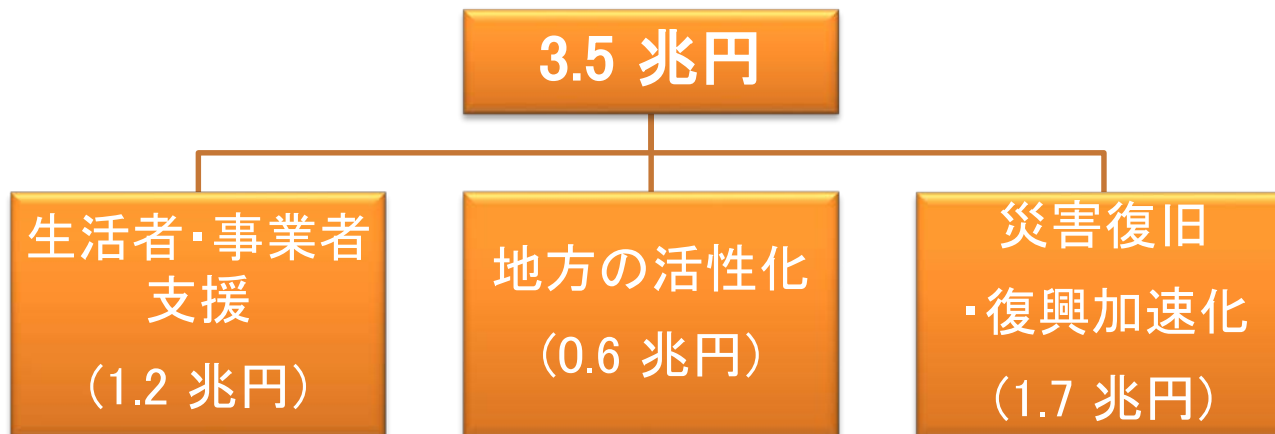 3.5 兆円
生活者・事業者
支援
(1.2 兆円)
地方の活性化
(0.6 兆円)
災害復旧
・復興加速化
(1.7 兆円)